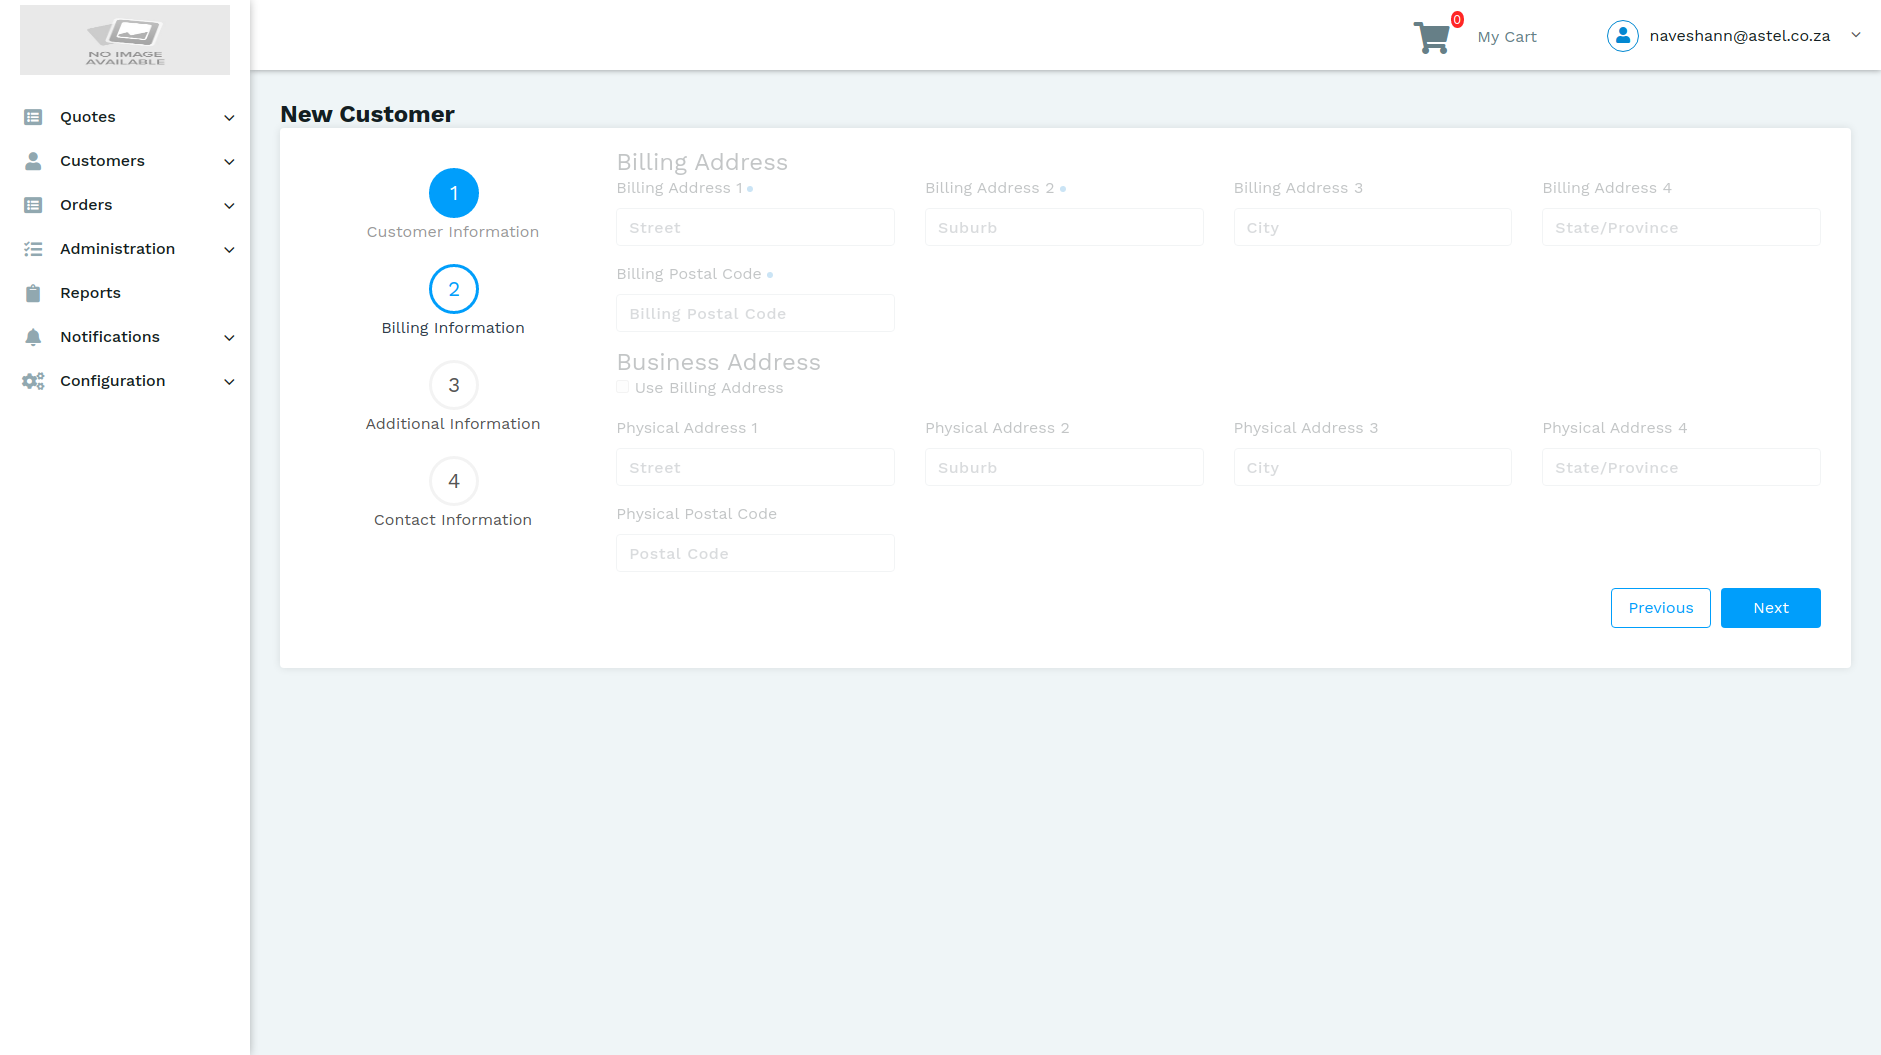 NO IMAGE
AVAILABLE
0
My Cart
naveshann@astel.co.za
Quotes
Customers
Orders
Administration
Reports
Notifications
Configuration
New Customer
1
Customer Information
2
Billing Information
3
Additional Information
4
Contact Information
Billing Address
Billing Address 1
Billing Address 2
Billing Address 3
Billing Address 4
Street
Suburb
City
State/Province
Billing Postal Code
Billing Postal Code
Business Address
Use Billing Address
Physical Address 1
Physical Address 2
Physical Address 3
Physical Address 4
Street
Suburb
City
State/Province
Physical Postal Code
Postal Code
Previous
Next